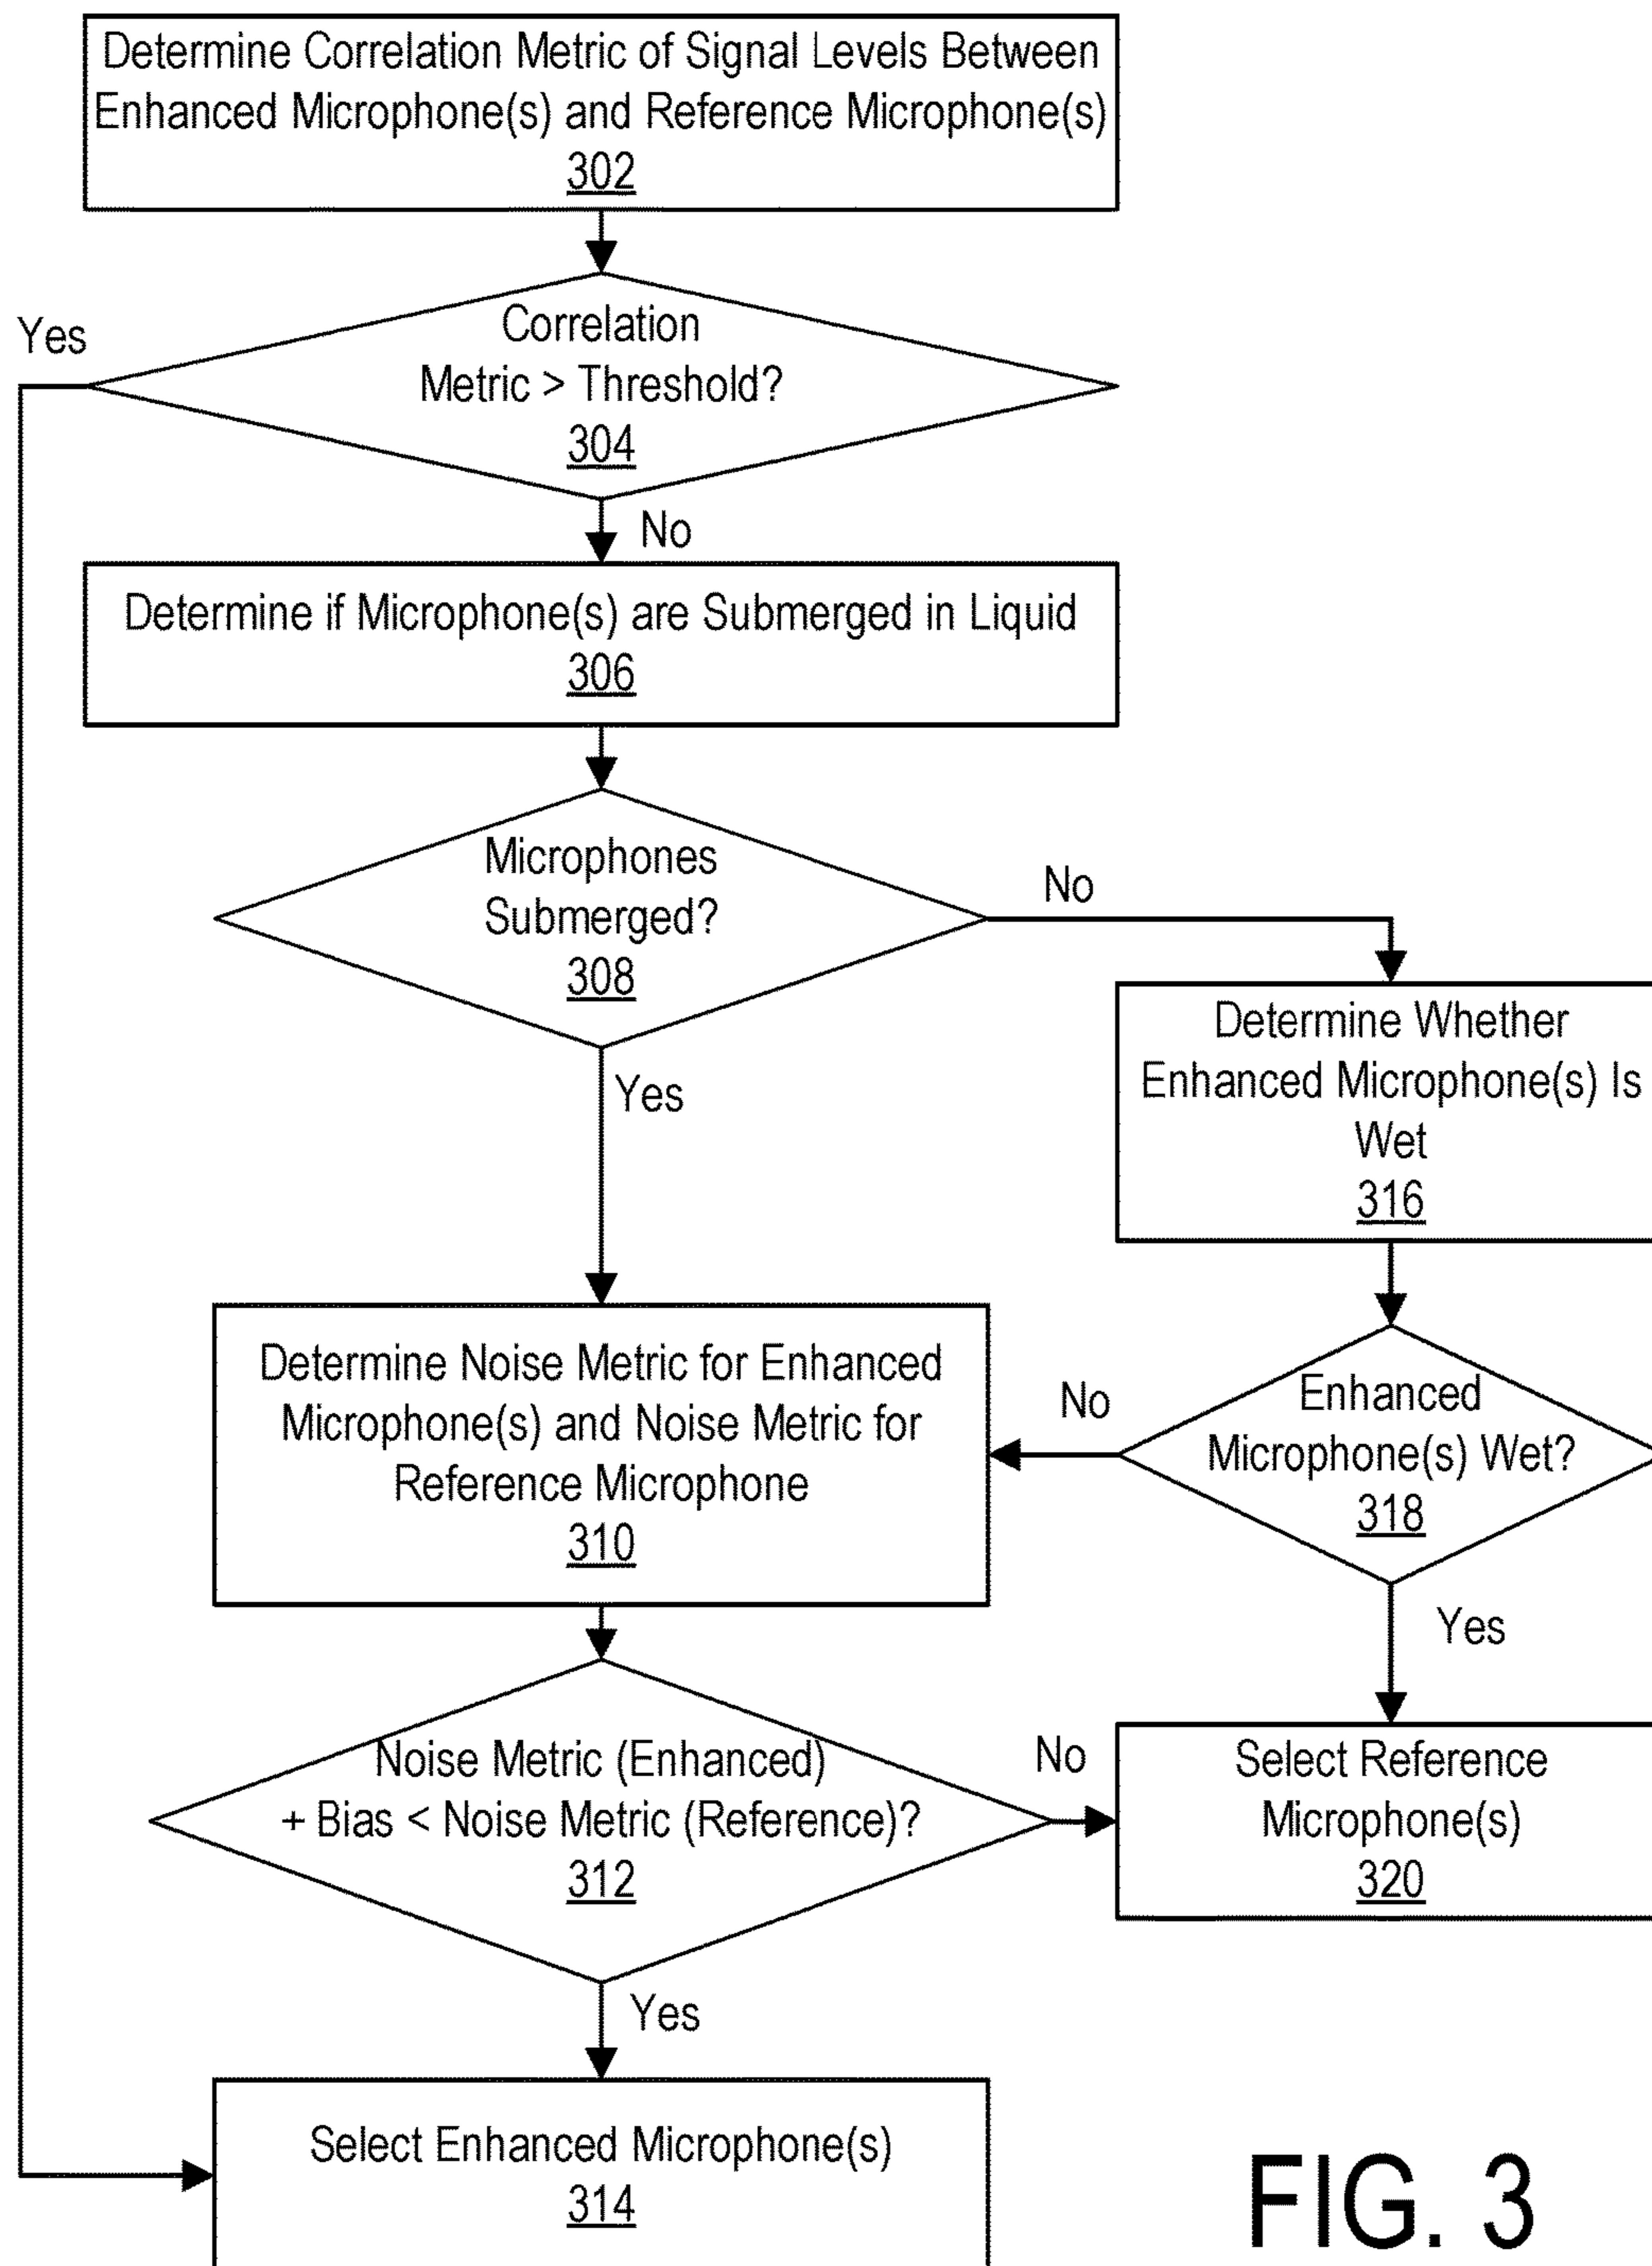 Determine Correlation Metric of Signal Levels Between
Enhanced Microphone(s) and Reference Microphone(s)
302
Yes
Correlation
Metric > Threshold?
304
No
Determine if Microphone(s) are Submerged in Liquid
306
Microphones
Submerged?
308
No
Yes
Determine Whether
Enhanced Microphone(s) Is
Wet
316
Determine Noise Metric for Enhanced
Microphone(s) and Noise Metric for
Reference Microphone
310
No
Enhanced
Microphone(s) Wet?
318
Yes
Noise Metric (Enhanced)
+ Bias < Noise Metric (Reference)?
312
No
Select Reference
Microphone(s)
320
Yes
Select Enhanced Microphone(s)
314
FIG. 3